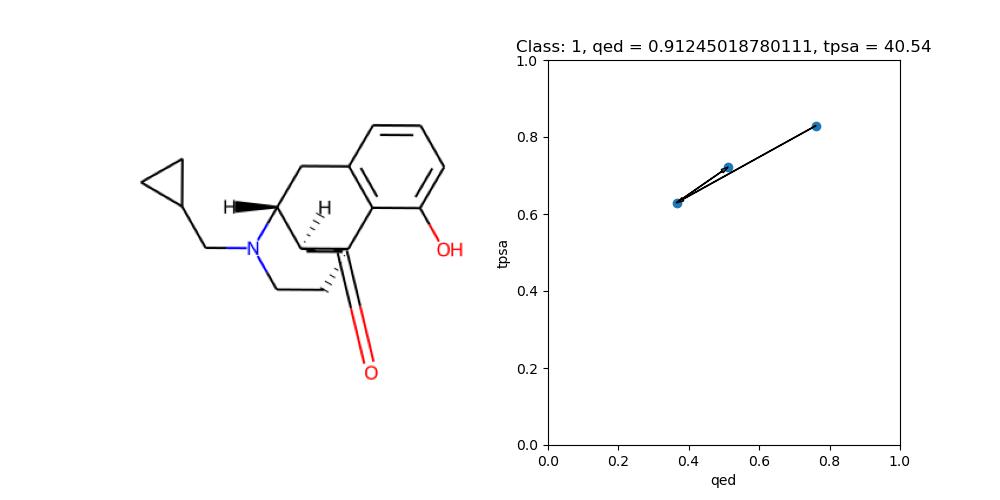 Class: 1, qed = 0.91245018780111, tpsa = 40.54
1.0
0.8
0.6
0.4
0.2
0.0
tpsa
0.0 0.2 0.4 0.6 0.8 1.0
qed
H H
N OH
O